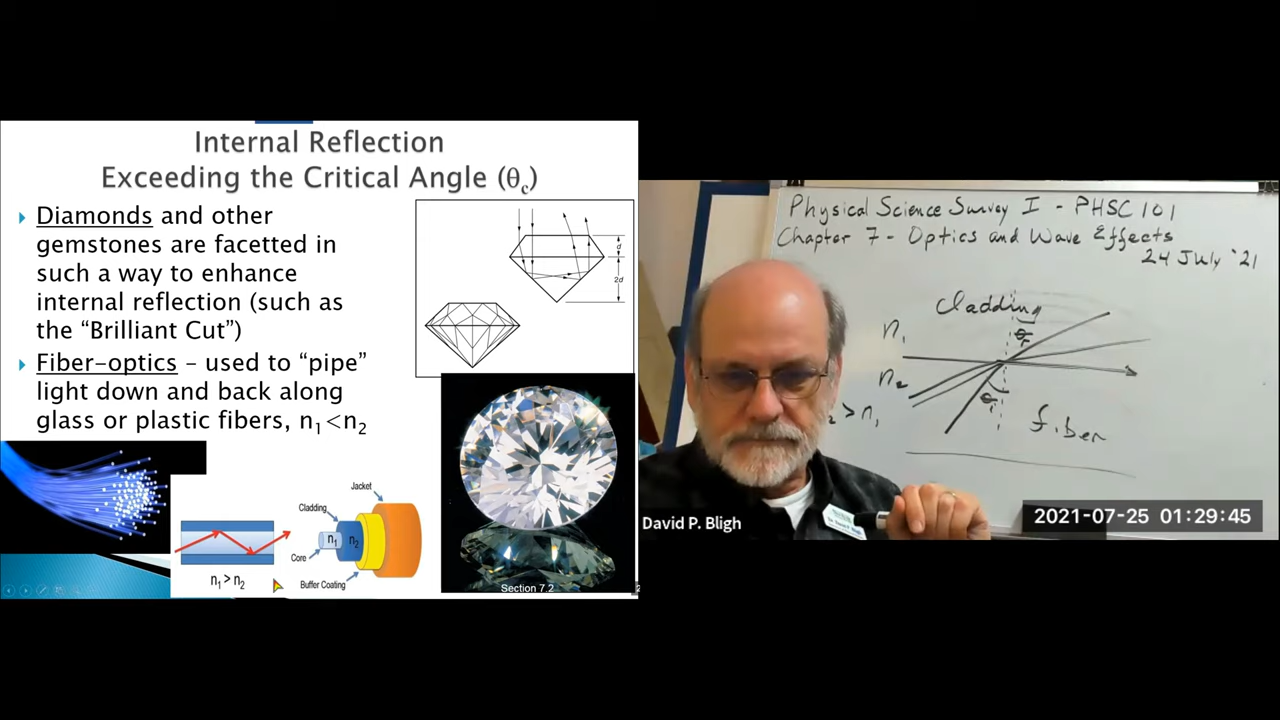 Internal Reflection
Exceeding the Critical Angle (θc)
Diamonds and other
gemstones are facetted in
such a way to enhance
internal reflection (such as
the “Brilliant Cut”)
Fiber-optics – used to “pipe”
light down and back along
glass or plastic fibers, n₁<n₂
d
2d
n₁ > n₂
Jacket
Cladding
n₁
n₂
Core
Buffer Coating
Section 7.2
Physical Science Survey I - PHSC 101
Chapter 7 - Optics and Wave Effects
24 July '21
Cladding
n₁
θr
n₂
θi
₂ > n₁
fiber
David P. Bligh
2021-07-25 01:29:45